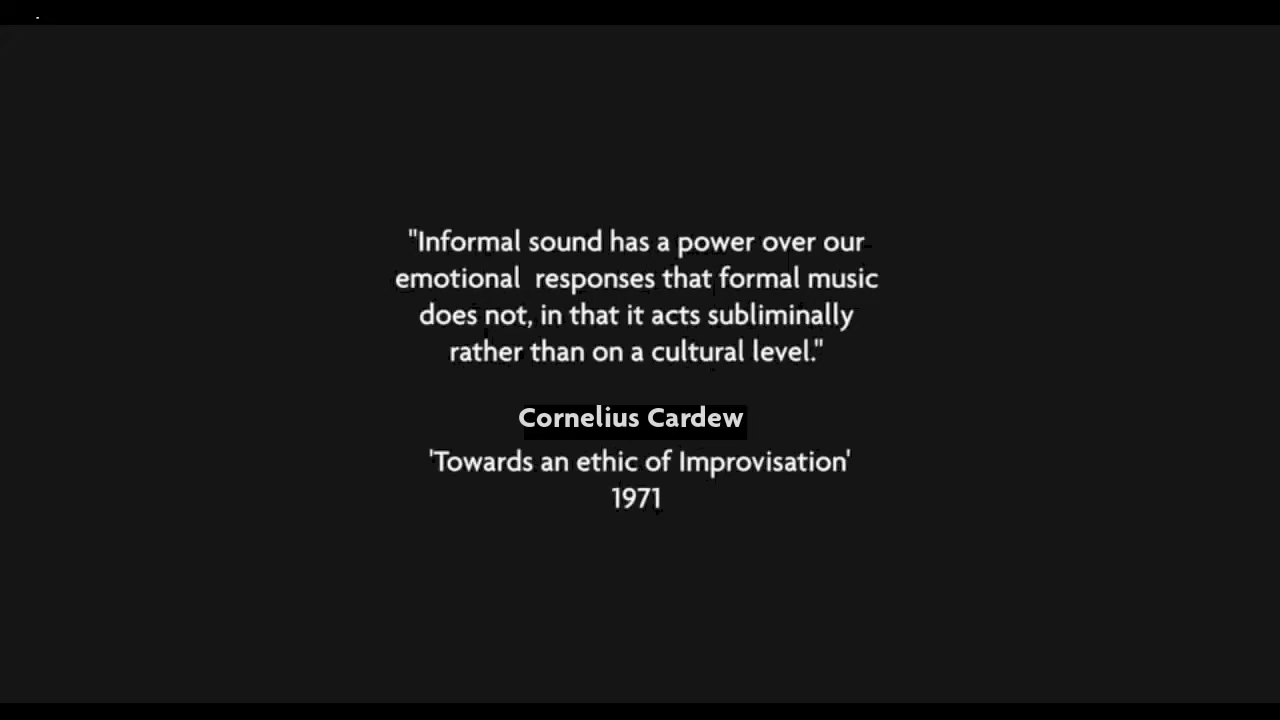 "Informal sound has a power over our
emotional  responses that formal music
does not, in that it acts subliminally
rather than on a cultural level."
Cornelius Cardew
'Towards an ethic of Improvisation'
1971